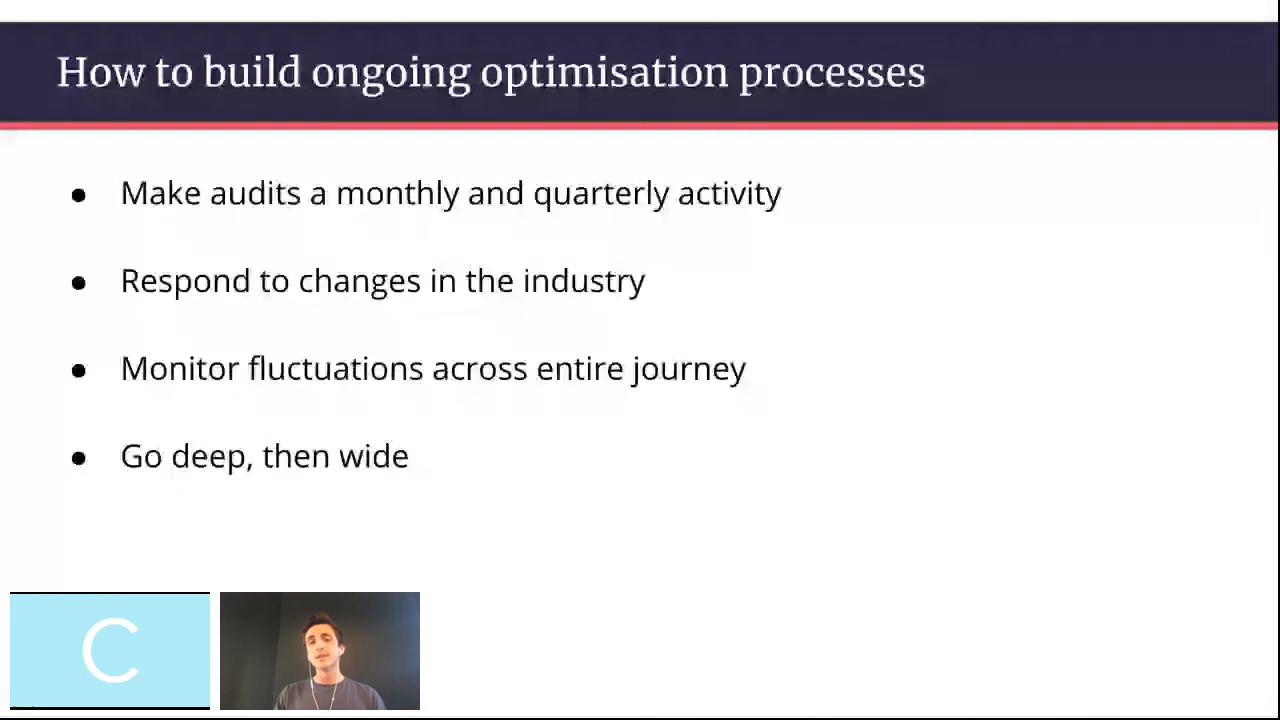 How to build ongoing optimisation processes
● Make audits a monthly and quarterly activity
● Respond to changes in the industry
● Monitor fluctuations across entire journey
● Go deep, then wide
C